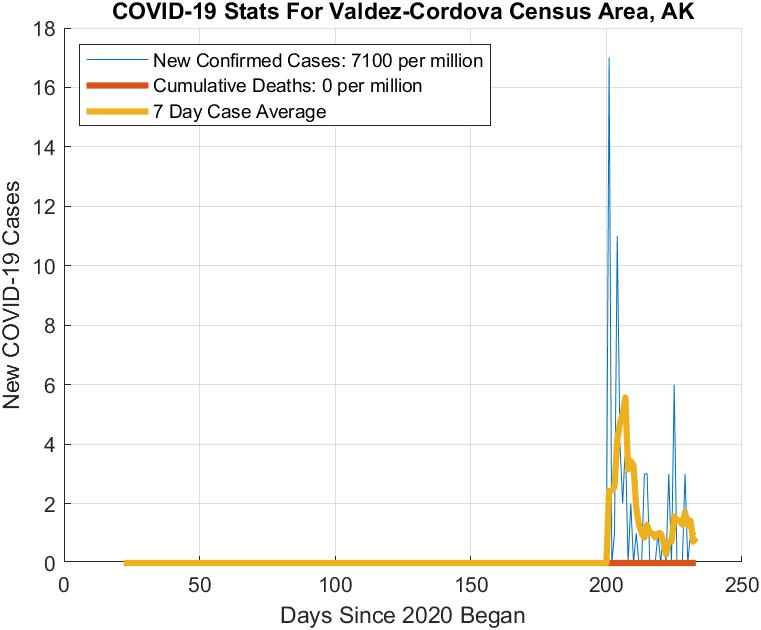 COVID-19 Stats For Valdez-Cordova Census Area, AK
18
New Confirmed Cases: 7100 per million
16
Cumulative Deaths: 0 per million
7 Day Case Average
14
12
10
8
6
4
2
0
New COVID-19 Cases
0 50 100 150 200 250
Days Since 2020 Began